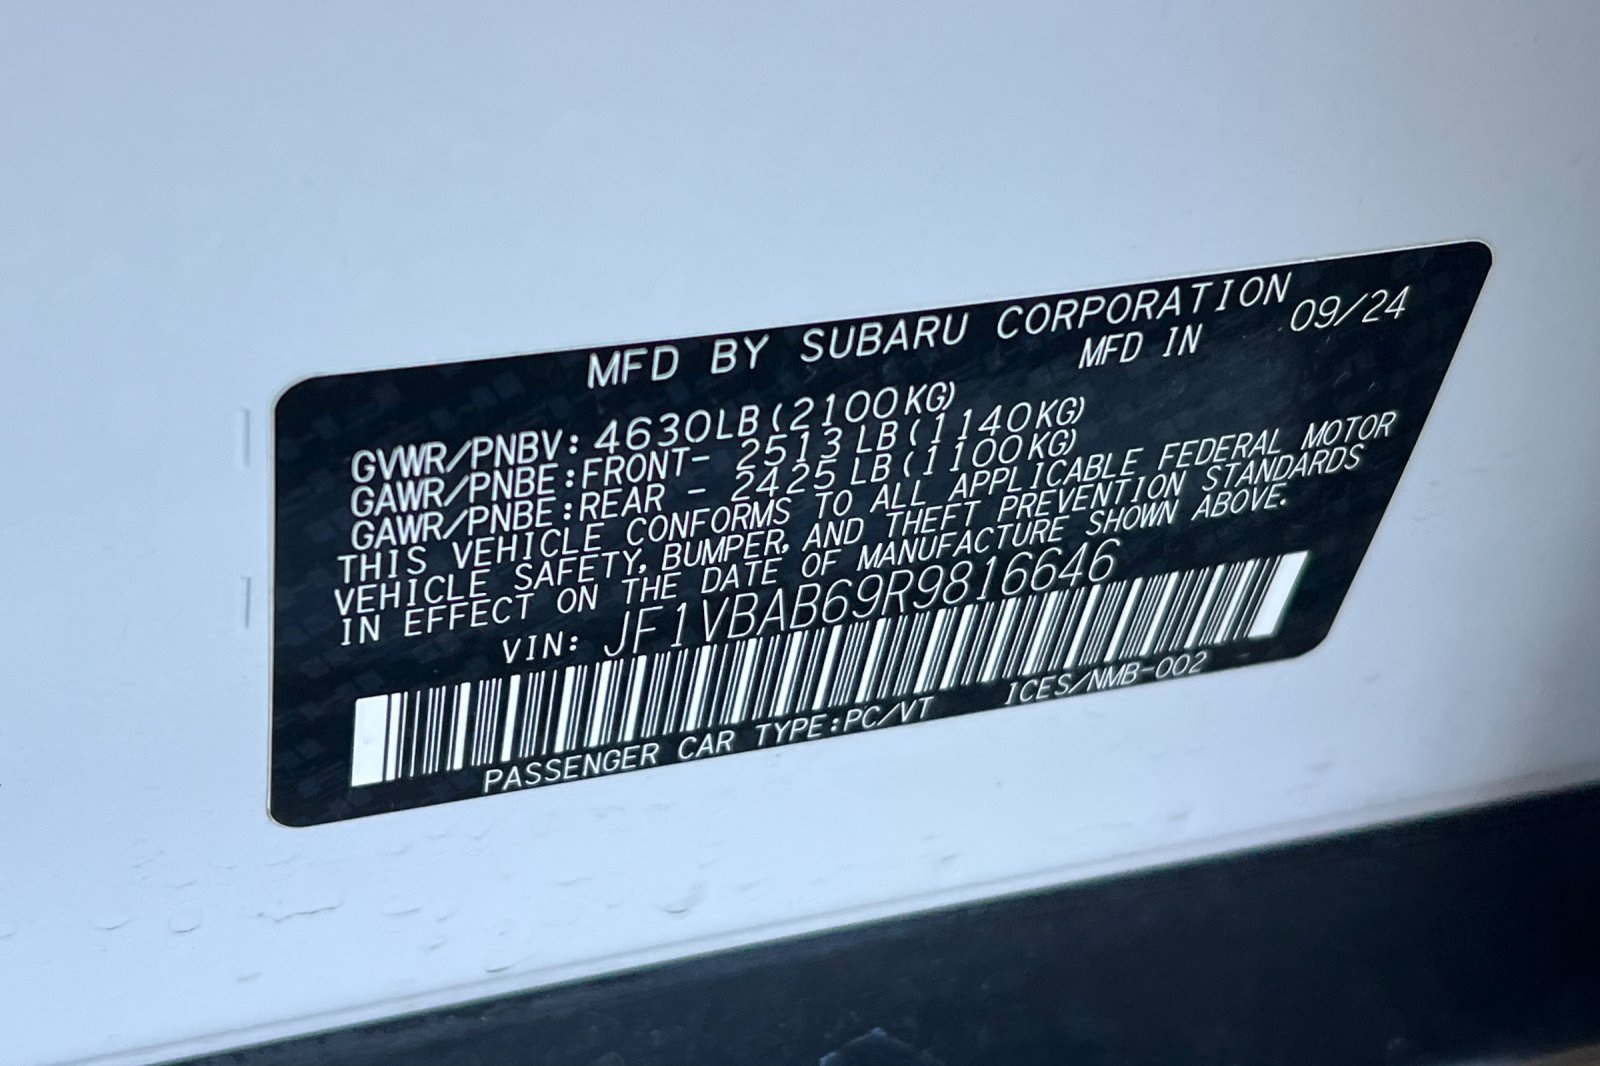 MFD BY SUBARU CORPORATION
MFD IN 09/24
GVWR/PNBV: 4630LB(2100KG)
GAWR/PNBE:FRONT- 2513LB(1140KG)
GAWR/PNBE:REAR - 2425LB(1100KG)
THIS VEHICLE CONFORMS TO ALL APPLICABLE FEDERAL MOTOR
VEHICLE SAFETY, BUMPER, AND THEFT PREVENTION STANDARDS
IN EFFECT ON THE DATE OF MANUFACTURE SHOWN ABOVE.
VIN: JF1VBAB69R9816646
PASSENGER CAR TYPE:PC/VT ICES/NMB-002